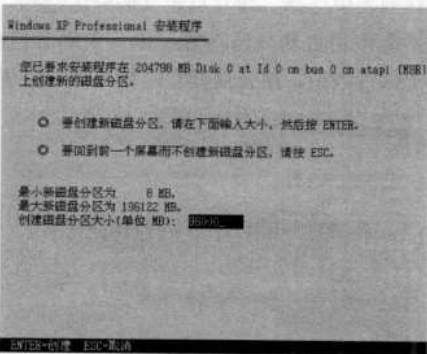 Windows XP Professional 安装程序
您已要求安装程序在 204798 MB Disk 0 at Id 0 on bus 0 on atapi [MBR]
上创建新的磁盘分区。
要创建新磁盘分区，请在下面输入大小，然后按 ENTER。
要回到前一个屏幕而不创建新磁盘分区，请按 ESC。
最小新磁盘分区为 8 MB。
最大新磁盘分区为 196122 MB。
创建磁盘分区大小(单位 MB):
ENTER=创建 ESC=取消